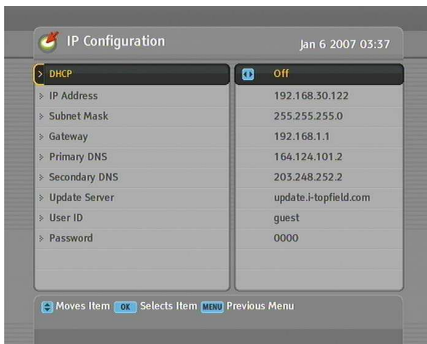 IP Configuration Jan 6 2007 03:37
DHCP Off
IP Address 192.168.30.122
Subnet Mask 255.255.255.0
Gateway 192.168.1.1
Primary DNS 164.124.101.2
Secondary DNS 203.248.252.2
Update Server update.i-topfield.com
User ID guest
Password 0000
Moves Item OK Selects Item MENU Previous Menu